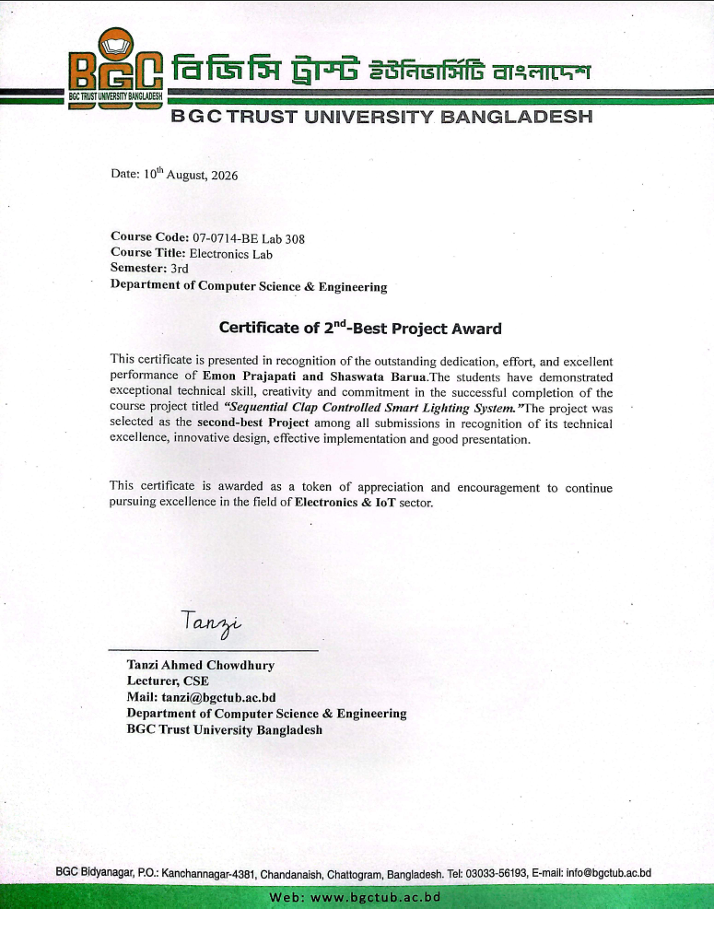 BGC
BGC TRUST UNIVERSITY BANGLADESH
বিজিসি ট্রাস্ট ইউনিভার্সিটি বাংলাদেশ
BGC TRUST UNIVERSITY BANGLADESH
Date: 10th August, 2026
Course Code: 07-0714-BE Lab 308
Course Title: Electronics Lab
Semester: 3rd
Department of Computer Science & Engineering
Certificate of 2nd-Best Project Award
This certificate is presented in recognition of the outstanding dedication, effort, and excellent
performance of Emon Prajapati and Shaswata Barua.The students have demonstrated
exceptional technical skill, creativity and commitment in the successful completion of the
course project titled “Sequential Clap Controlled Smart Lighting System.”The project was
selected as the second-best Project among all submissions in recognition of its technical
excellence, innovative design, effective implementation and good presentation.
This certificate is awarded as a token of appreciation and encouragement to continue
pursuing excellence in the field of Electronics & IoT sector.
Tanzi
Tanzi Ahmed Chowdhury
Lecturer, CSE
Mail: tanzi@bgctub.ac.bd
Department of Computer Science & Engineering
BGC Trust University Bangladesh
BGC Bidyanagar, P.O.: Kanchannagar-4381, Chandanaish, Chattogram, Bangladesh. Tel: 03033-56193, E-mail: info@bgctub.ac.bd
Web: www.bgctub.ac.bd